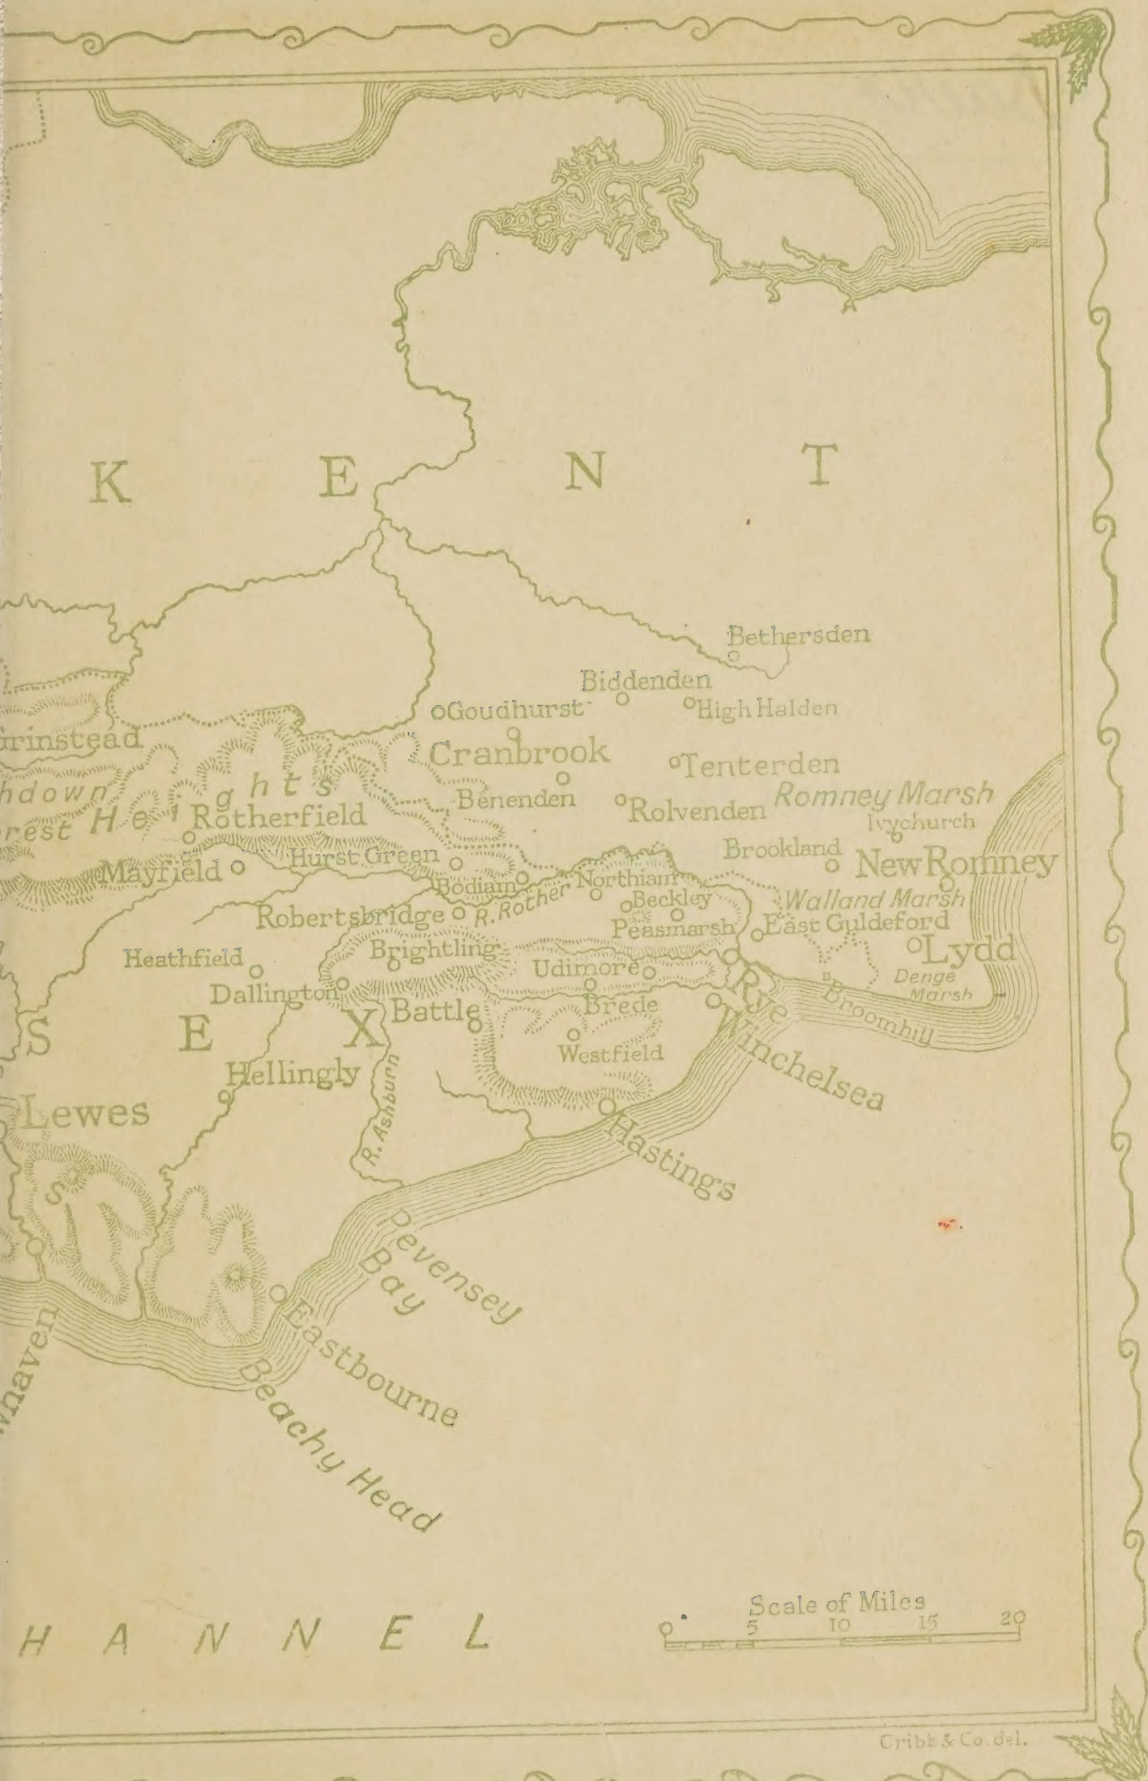 K E N T
Bethersden
Biddenden
Goudhurst
High Halden
Cranbrook
Tenterden
Benenden
Rolvenden
Romney Marsh
Ivychurch
Heights
Rotherfield
Hurst Green
Brookland
New Romney
Mayfield
Bodiam
Northiam
Walland Marsh
Robertsbridge
R. Rother
Beckley
Peasmarsh
East Guldeford
Heathfield
Brightling
Udimore
Lydd
Dallington
Denge
Marsh
Brede
Rye
Broomhill
S E X
Battle
Westfield
Winchelsea
Hellingly
R. Ashburn
Lewes
Hastings
S
Pevensey
Bay
Eastbourne
Beachy Head
HANNEL
Scale of Miles
0 5 10 15 20
Cribb & Co. del.